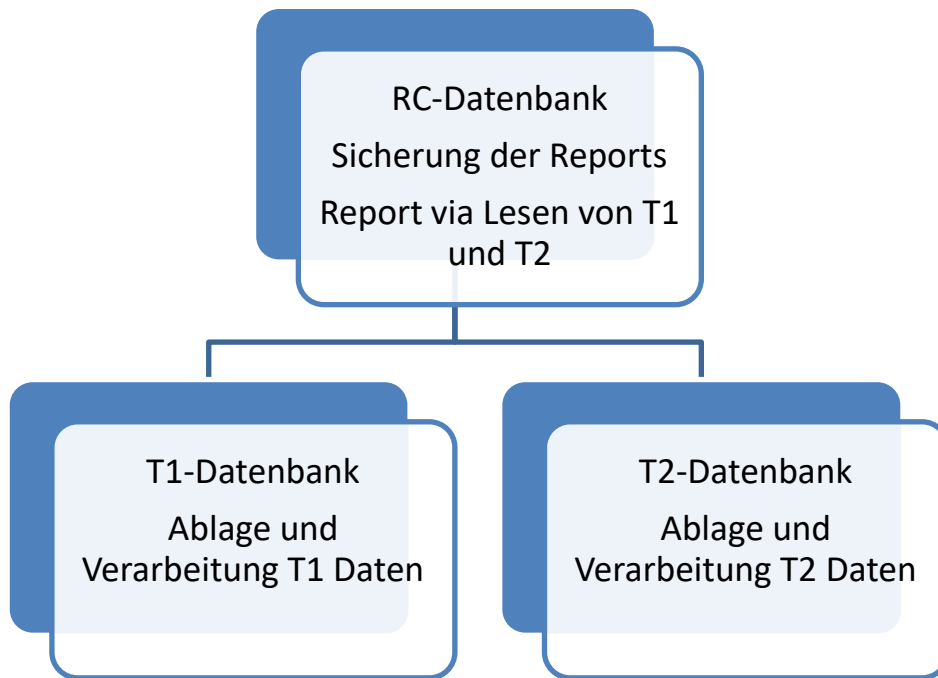 RC-Datenbank
Sicherung der Reports
Report via Lesen von T1
und T2
T1-Datenbank
Ablage und
Verarbeitung T1 Daten
T2-Datenbank
Ablage und
Verarbeitung T2 Daten